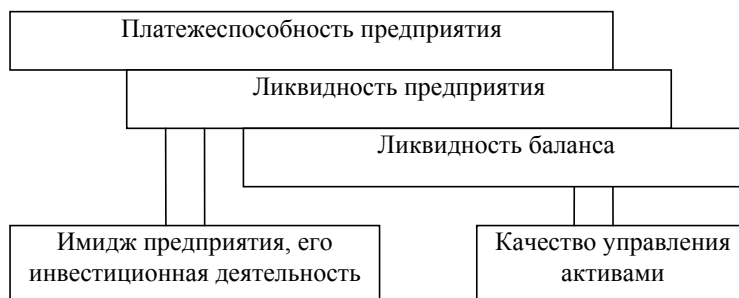 Платежеспособность предприятия
Ликвидность предприятия
Ликвидность баланса
Имидж предприятия, его
инвестиционная деятельность
Качество управления
активами